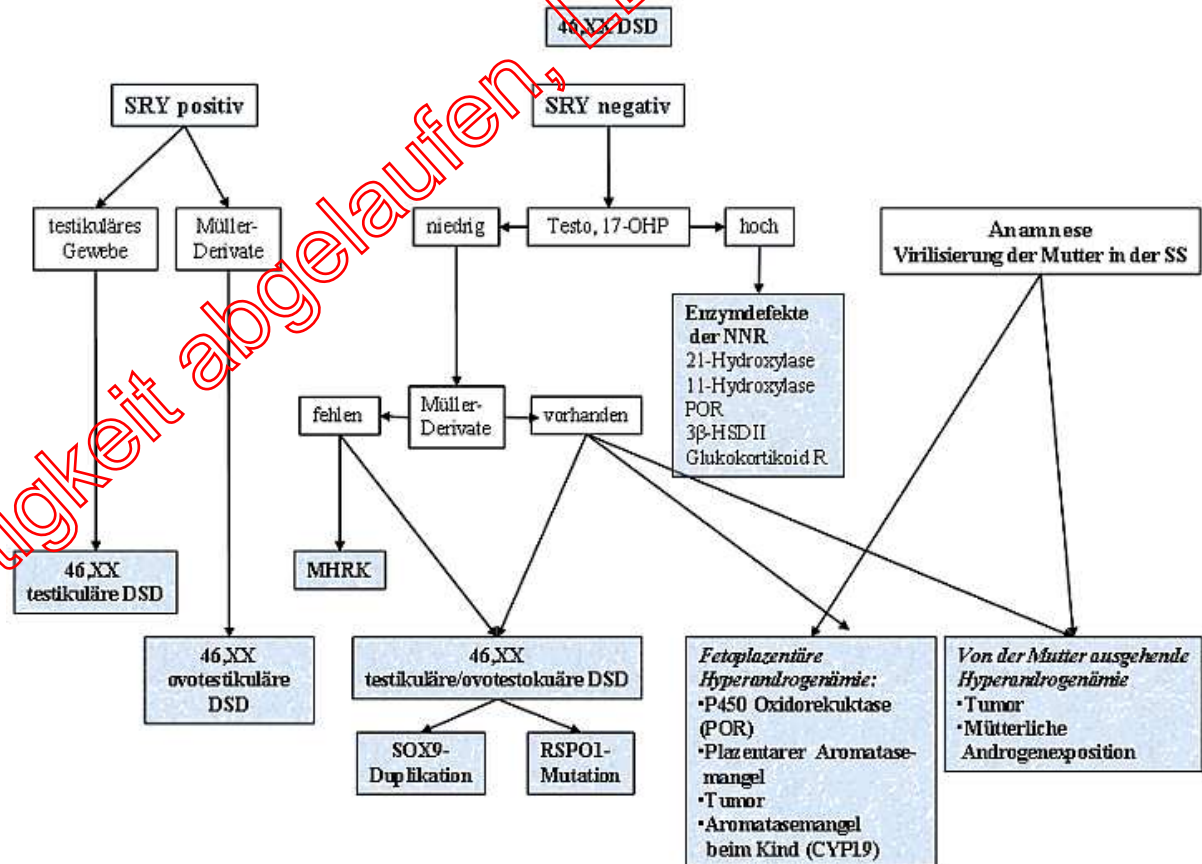 46,XX DSD
SRY positiv
SRY negativ
testikuläres
Gewebe
Müller-
Derivate
niedrig
Testo, 17-OHP
hoch
Anamnese
Virilisierung der Mutter in der SS
Enzymdefekte
der NNR
21-Hydroxylase
11-Hydroxylase
POR
3β-HSDII
Glukokortikoid R
fehlen
Müller-
Derivate
vorhanden
46,XX
testikuläre DSD
MHRK
46,XX
ovotestikuläre
DSD
46,XX
testikuläre/ovotestokuäre DSD
SOX9-
Duplikation
RSPO1-
Mutation
Fetoplazentäre
Hyperandrogenämie:
•P450 Oxidorekuktase
(POR)
•Plazentarer Aromatase-
mangel
•Tumor
•Aromatasemangel
beim Kind (CYP19)
Von der Mutter ausgehende
Hyperandrogenämie
•Tumor
•Mütterliche
Androgenexposition
tigkeit abgelaufen,